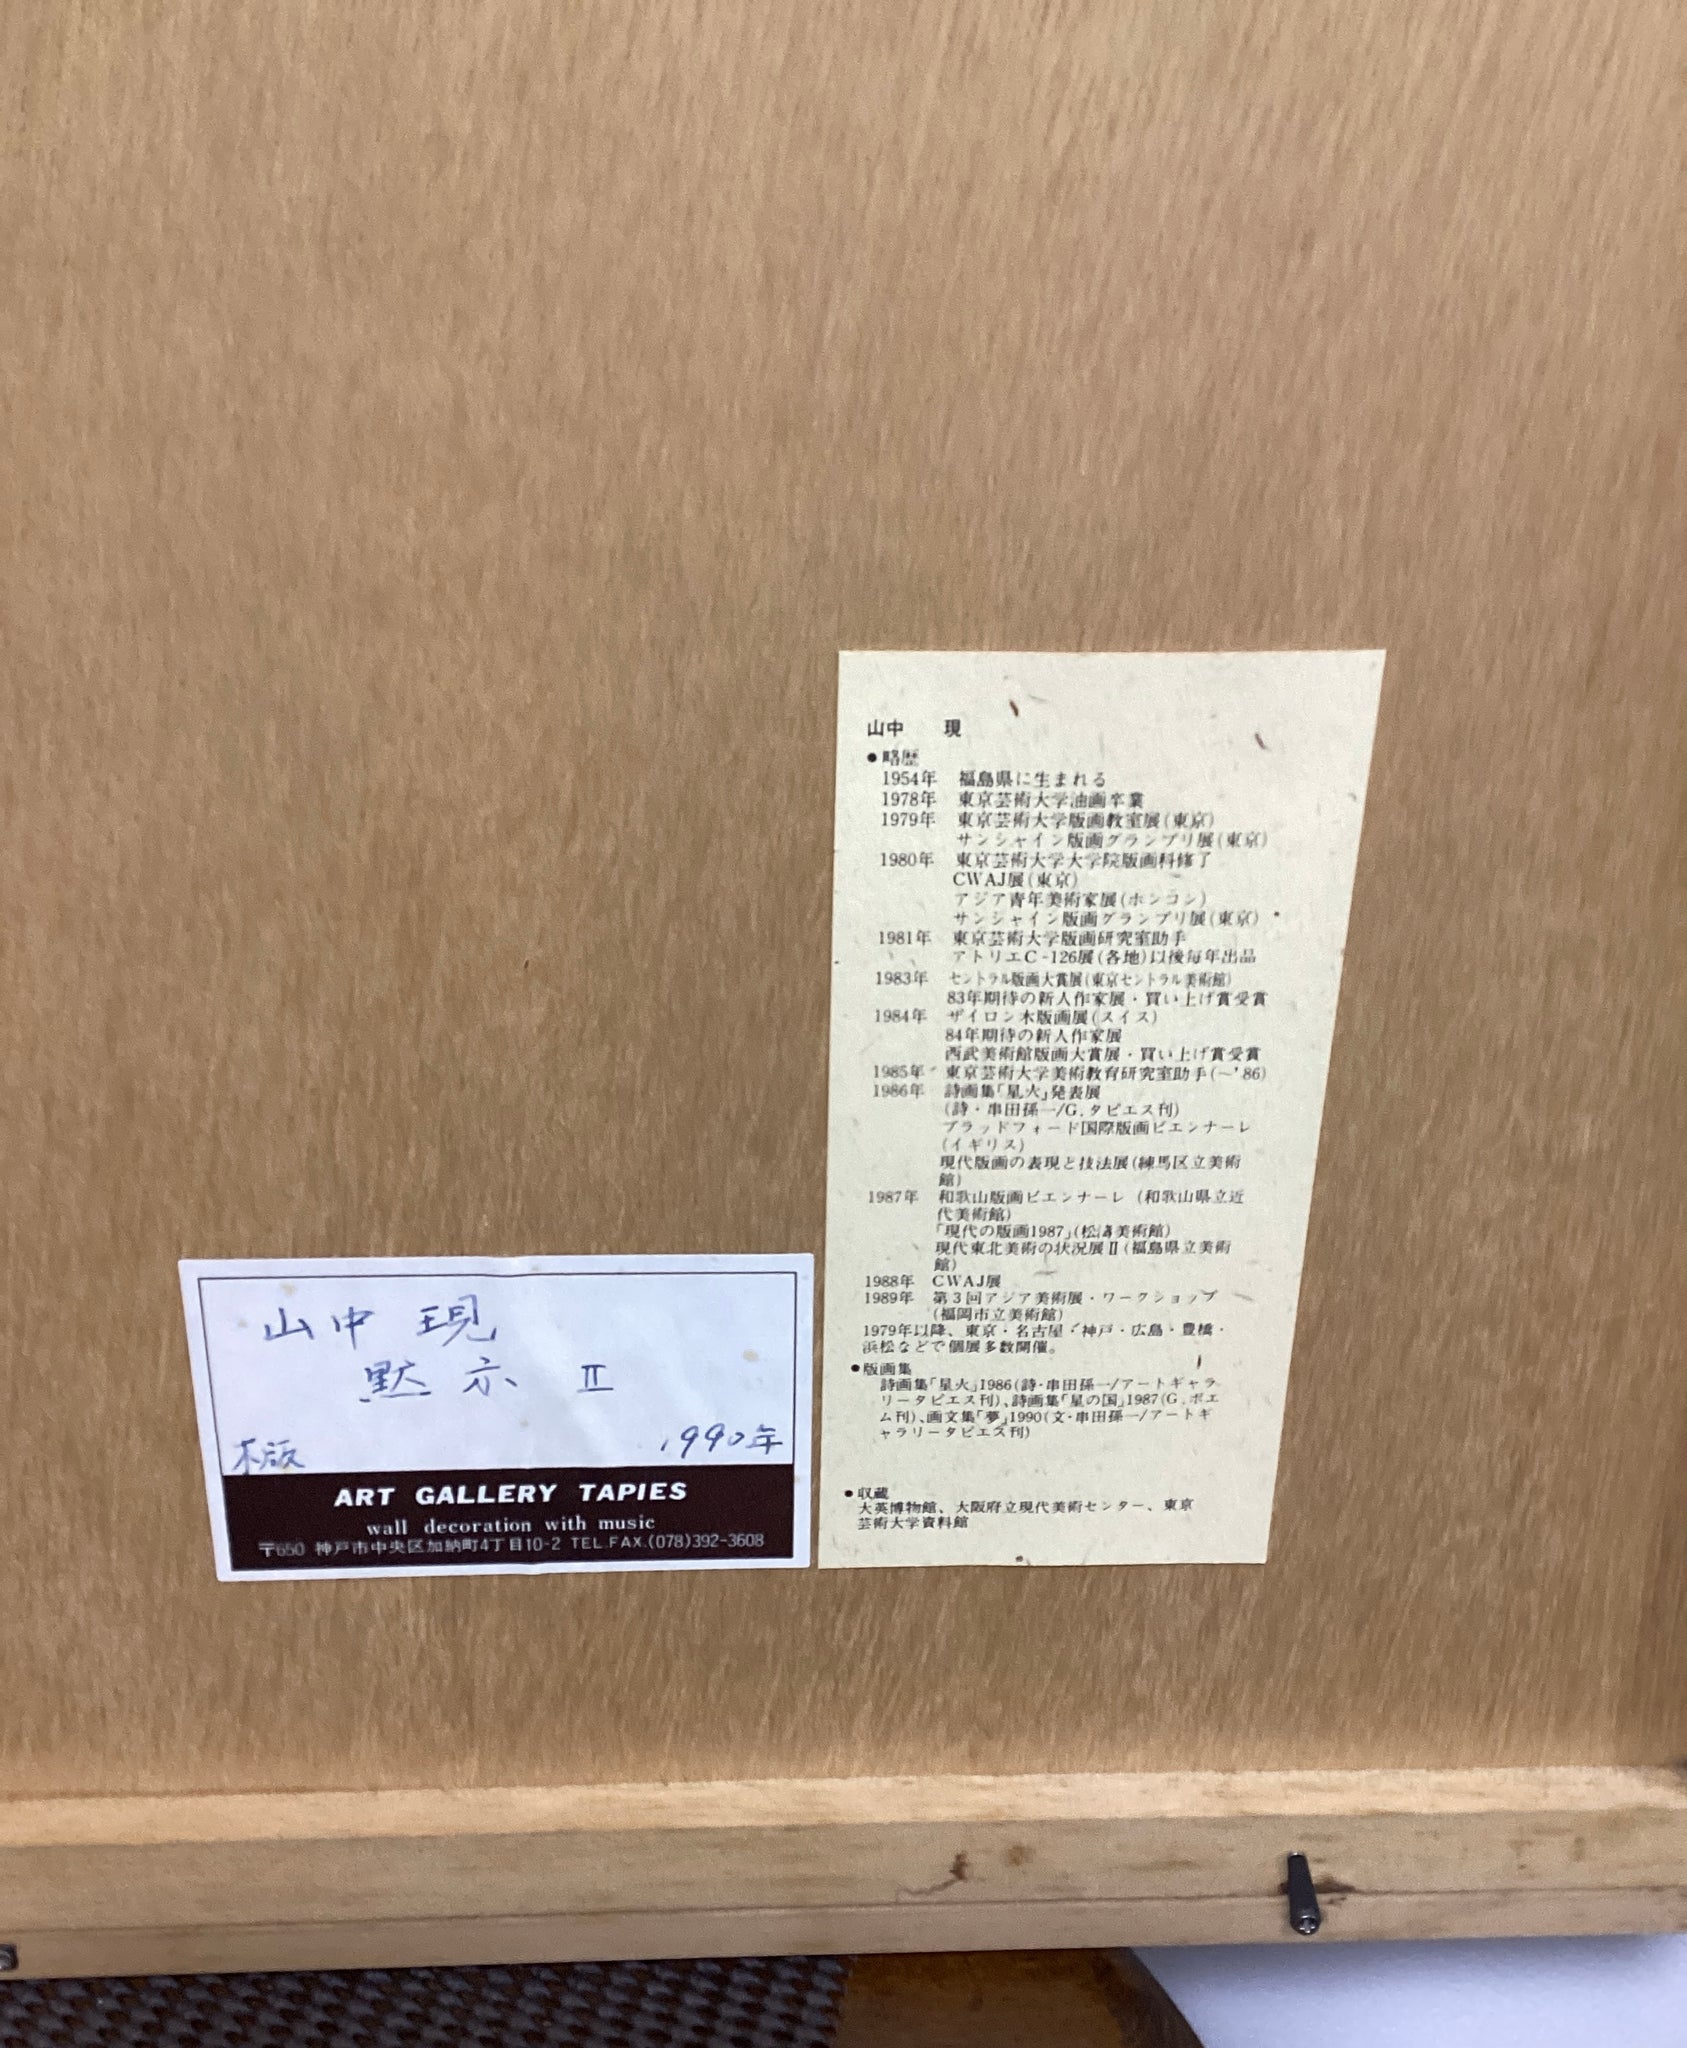 山中　現
●略歴
1954年　福島県に生まれる
1978年　東京芸術大学油画卒業
1979年　東京芸術大学版画教室展(東京)
サンシャイン版画グランプリ展(東京)
1980年　東京芸術大学大学院版画科修了
CWAJ展(東京)
アジア青年美術家展(ホンコン)
サンシャイン版画グランプリ展(東京)
1981年　東京芸術大学版画研究室助手
アトリエC-126展(各地)以後毎年出品
1983年　セントラル版画大賞展(東京セントラル美術館)
83年期待の新人作家展・買い上げ賞受賞
1984年　ザイロン木版画展(スイス)
84年期待の新人作家展
西武美術館版画大賞展・買い上げ賞受賞
1985年　東京芸術大学美術教育研究室助手(〜'86)
1986年　詩画集「星火」発表展
(詩・串田孫一/G.タピエス刊)
ブラッドフォード国際版画ビエンナーレ
(イギリス)
現代版画の表現と技法展(練馬区立美術
館)
1987年　和歌山版画ビエンナーレ (和歌山県立近
代美術館)
「現代の版画1987」(松濤美術館)
現代東北美術の状況展Ⅱ(福島県立美術
館)
1988年　CWAJ展
1989年　第3回アジア美術展・ワークショップ
(福岡市立美術館)
1979年以降、東京・名古屋・神戸・広島・豊橋・
浜松などで個展多数開催。
●版画集
詩画集「星火」1986(詩・串田孫一/アートギャラ
リータピエス刊)、詩画集「星の国」1987(G.ポエ
ム刊)、画文集「夢」1990(文・串田孫一/アートギ
ャラリータピエス刊)
●収蔵
大英博物館、大阪府立現代美術センター、東京
芸術大学資料館
山中 現
黙示 Ⅱ
木版
1990年
ART GALLERY TAPIES
wall decoration with music
〒650 神戸市中央区加納町4丁目10-2 TEL.FAX.(078)392-3608